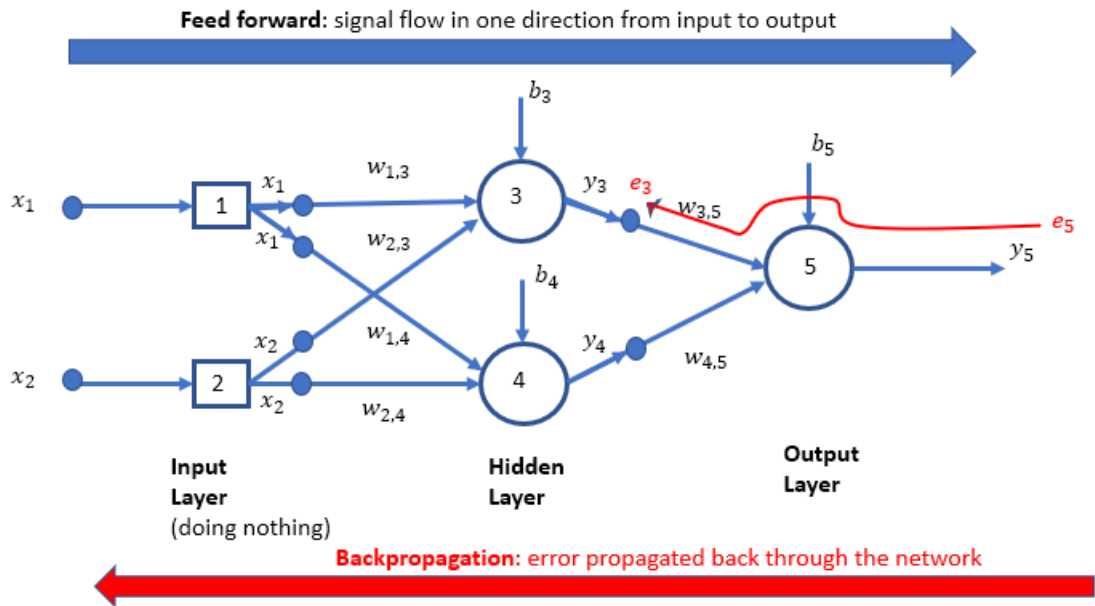 Feed forward: signal flow in one direction from input to output
b₃
b₅
w₁,₃
x₁
x₁
1
3
y₃
e₃
w₃,₅
e₅
x₁
w₂,₃
5
y₅
b₄
x₂
w₁,₄
y₄
w₄,₅
x₂
2
x₂
4
w₂,₄
Input
Layer
(doing nothing)
Hidden
Layer
Output
Layer
Backpropagation: error propagated back through the network